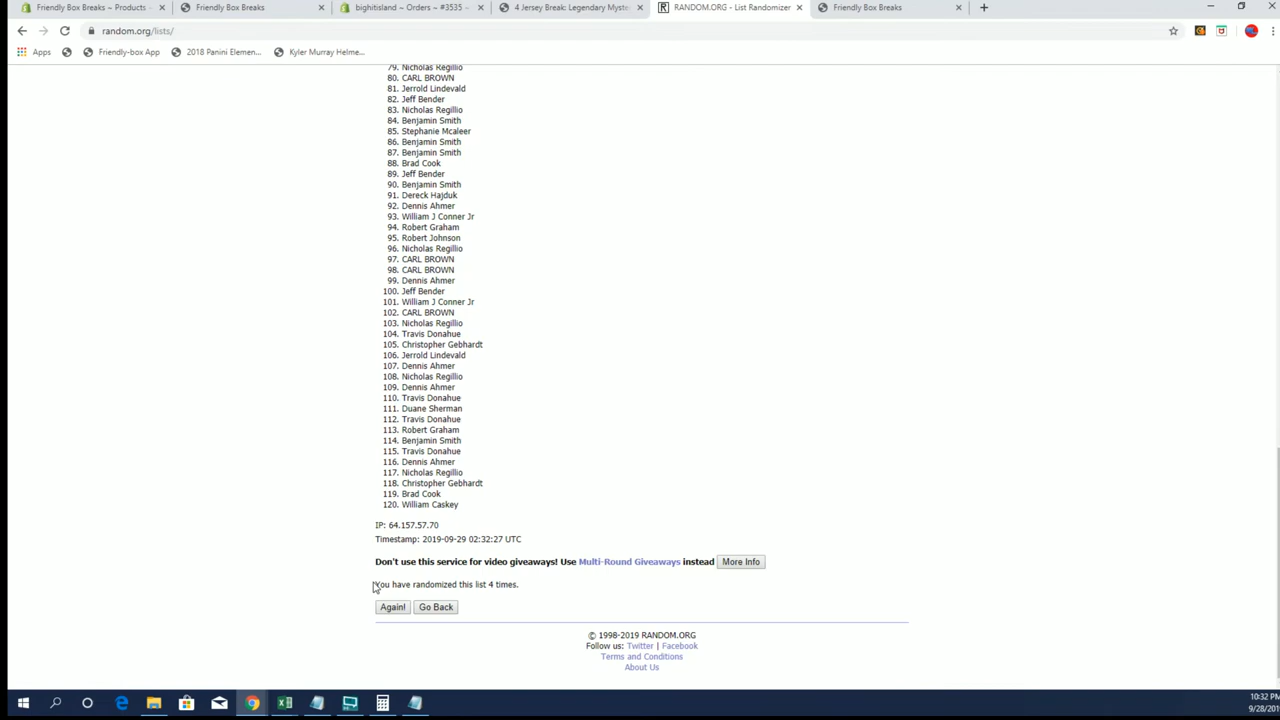 Friendly Box Breaks ~ Products ~
Friendly Box Breaks
bighitisland ~ Orders ~ #3535 ~
4 Jersey Break: Legendary Myste
RANDOM.ORG - List Randomizer
Friendly Box Breaks
random.org/lists/
Apps
Friendly-box App
2018 Panini Elemen...
Kyler Murray Helme...
79. Nicholas Regillio
80. CARL BROWN
81. Jerrold Lindevald
82. Jeff Bender
83. Nicholas Regillio
84. Benjamin Smith
85. Stephanie Mcaleer
86. Benjamin Smith
87. Benjamin Smith
88. Brad Cook
89. Jeff Bender
90. Benjamin Smith
91. Dereck Hajduk
92. Dennis Ahmer
93. William J Conner Jr
94. Robert Graham
95. Robert Johnson
96. Nicholas Regillio
97. CARL BROWN
98. CARL BROWN
99. Dennis Ahmer
100. Jeff Bender
101. William J Conner Jr
102. CARL BROWN
103. Nicholas Regillio
104. Travis Donahue
105. Christopher Gebhardt
106. Jerrold Lindevald
107. Dennis Ahmer
108. Nicholas Regillio
109. Dennis Ahmer
110. Travis Donahue
111. Duane Sherman
112. Travis Donahue
113. Robert Graham
114. Benjamin Smith
115. Travis Donahue
116. Dennis Ahmer
117. Nicholas Regillio
118. Christopher Gebhardt
119. Brad Cook
120. William Caskey
IP: 64.157.57.70
Timestamp: 2019-09-29 02:32:27 UTC
Don't use this service for video giveaways! Use Multi-Round Giveaways instead More Info
You have randomized this list 4 times.
Again! Go Back
© 1998-2019 RANDOM.ORG
Follow us: Twitter | Facebook
Terms and Conditions
About Us
10:32 PM
9/28/201